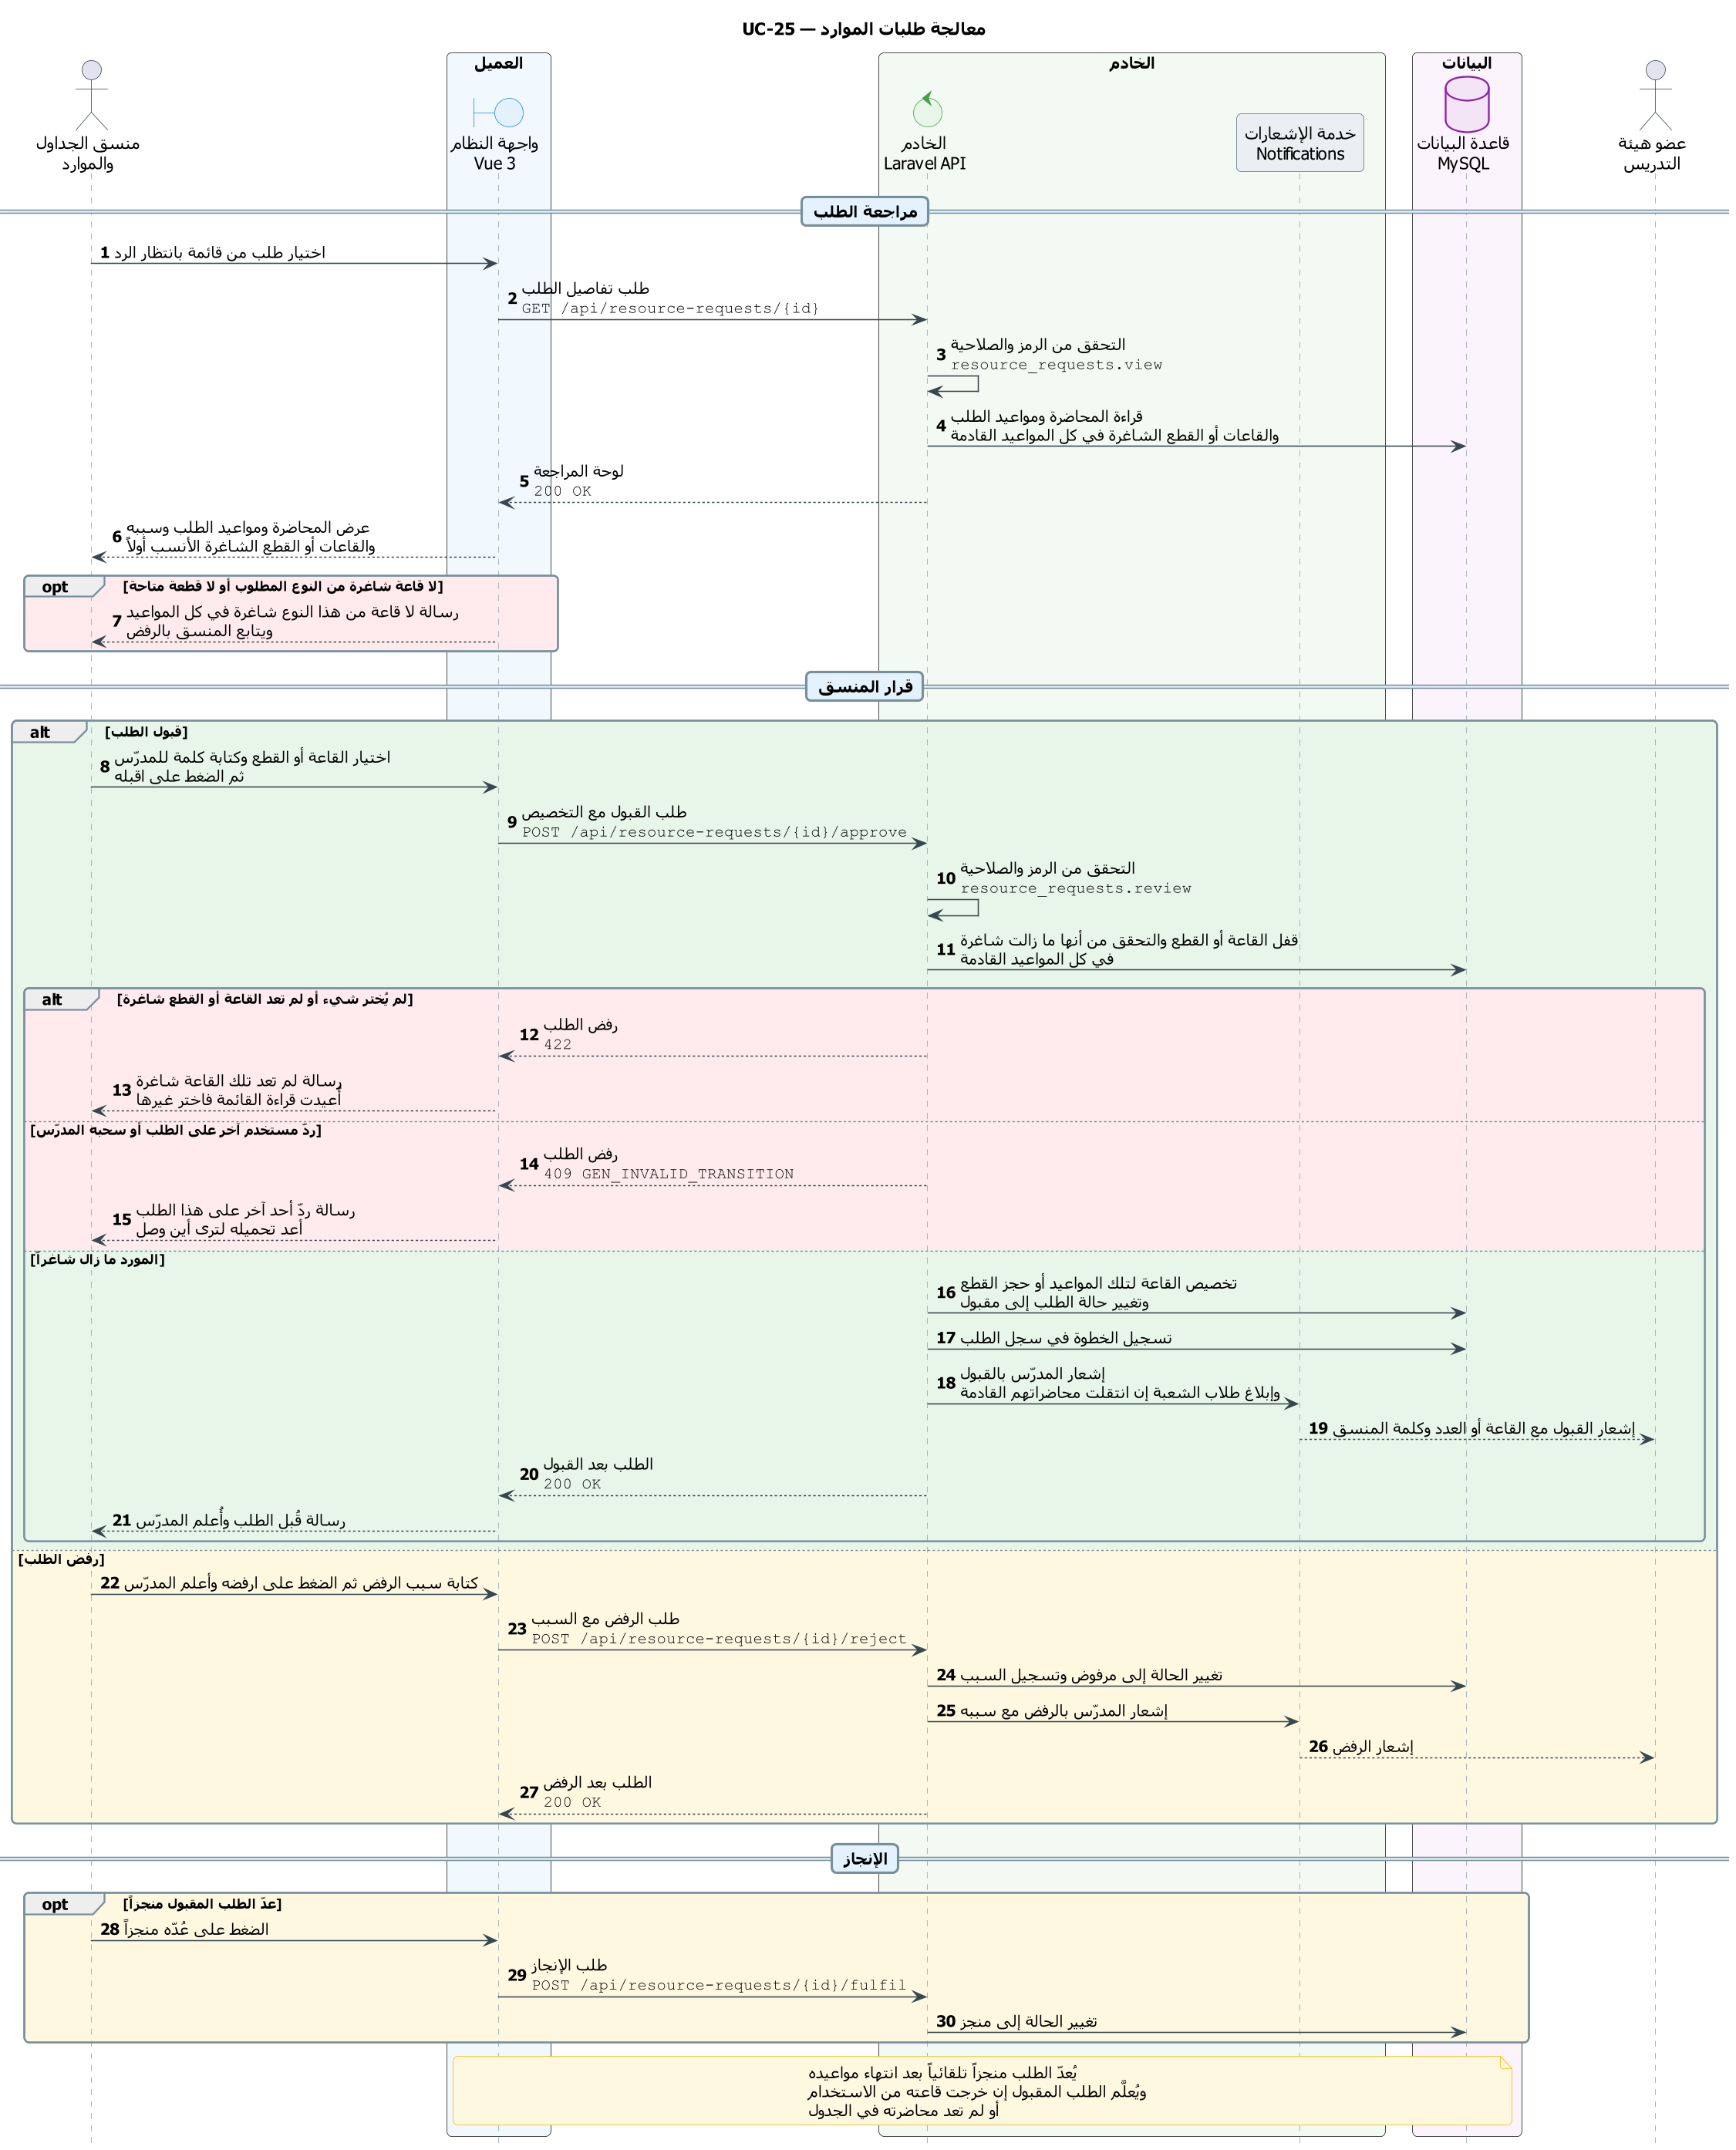 UC-25 — معالجة طلبات الموارد
العميل
الخادم
البيانات
منسق الجداول
والموارد
واجهة النظام
Vue 3
الخادم
Laravel API
خدمة الإشعارات
Notifications
قاعدة البيانات
MySQL
عضو هيئة
التدريس
مراجعة الطلب
1 اختيار طلب من قائمة بانتظار الرد
2 طلب تفاصيل الطلب
GET /api/resource-requests/{id}
3 التحقق من الرمز والصلاحية
resource_requests.view
4 قراءة المحاضرة ومواعيد الطلب
والقاعات أو القطع الشاغرة في كل المواعيد القادمة
5 لوحة المراجعة
200 OK
6 عرض المحاضرة ومواعيد الطلب وسببه
والقاعات أو القطع الشاغرة الأنسب أولاً
opt [لا قاعة شاغرة من النوع المطلوب أو لا قطعة متاحة]
7 رسالة لا قاعة من هذا النوع شاغرة في كل المواعيد
ويتابع المنسق بالرفض
قرار المنسق
alt [قبول الطلب]
8 اختيار القاعة أو القطع وكتابة كلمة للمدرّس
ثم الضغط على اقبله
9 طلب القبول مع التخصيص
POST /api/resource-requests/{id}/approve
10 التحقق من الرمز والصلاحية
resource_requests.review
11 قفل القاعة أو القطع والتحقق من أنها ما زالت شاغرة
في كل المواعيد القادمة
alt [لم يُختر شيء أو لم تعد القاعة أو القطع شاغرة]
12 رفض الطلب
422
13 رسالة لم تعد تلك القاعة شاغرة
أُعيدت قراءة القائمة فاختر غيرها
[ردّ مستخدم آخر على الطلب أو سحبه المدرّس]
14 رفض الطلب
409 GEN_INVALID_TRANSITION
15 رسالة ردّ أحد آخر على هذا الطلب
أعد تحميله لترى أين وصل
[المورد ما زال شاغراً]
16 تخصيص القاعة لتلك المواعيد أو حجز القطع
وتغيير حالة الطلب إلى مقبول
17 تسجيل الخطوة في سجل الطلب
18 إشعار المدرّس بالقبول
وإبلاغ طلاب الشعبة إن انتقلت محاضراتهم القادمة
19 إشعار القبول مع القاعة أو العدد وكلمة المنسق
20 الطلب بعد القبول
200 OK
21 رسالة قُبل الطلب وأُعلم المدرّس
[رفض الطلب]
22 كتابة سبب الرفض ثم الضغط على ارفضه وأعلم المدرّس
23 طلب الرفض مع السبب
POST /api/resource-requests/{id}/reject
24 تغيير الحالة إلى مرفوض وتسجيل السبب
25 إشعار المدرّس بالرفض مع سببه
26 إشعار الرفض
27 الطلب بعد الرفض
200 OK
الإنجاز
opt [عدّ الطلب المقبول منجزاً]
28 الضغط على عُدّه منجزاً
29 طلب الإنجاز
POST /api/resource-requests/{id}/fulfil
30 تغيير الحالة إلى منجز
يُعدّ الطلب منجزاً تلقائياً بعد انتهاء مواعيده
ويُعلَّم الطلب المقبول إن خرجت قاعته من الاستخدام
أو لم تعد محاضرته في الجدول